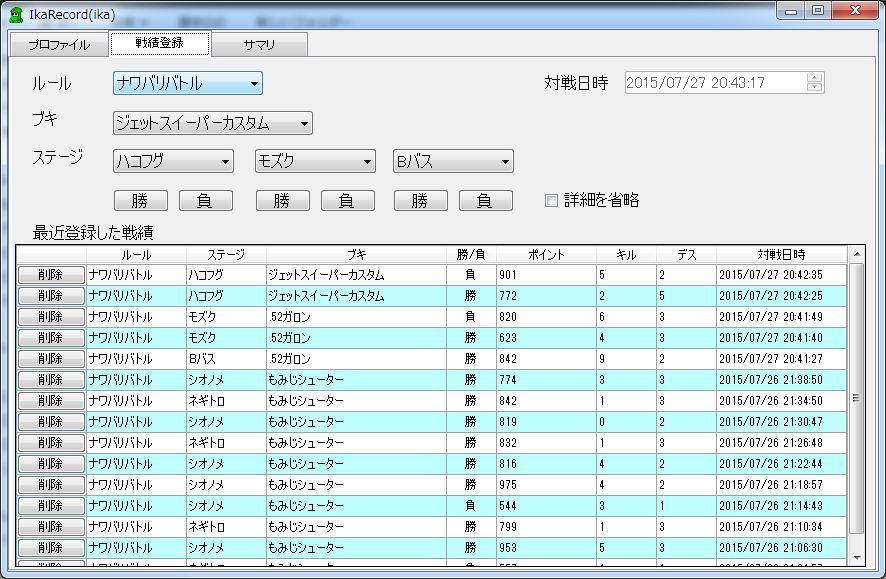 IkaRecord(ika)
プロファイル 戦績登録 サマリ
ルール ナワバリバトル 対戦日時 2015/07/27 20:43:17
ブキ ジェットスイーパーカスタム
ステージ ハコフグ モズク Bバス
勝 負 勝 負 勝 負 詳細を省略
最近登録した戦績
ルール ステージ ブキ 勝/負 ポイント キル デス 対戦日時
削除 ナワバリバトル ハコフグ ジェットスイーパーカスタム 負 901 5 2 2015/07/27 20:42:35
削除 ナワバリバトル ハコフグ ジェットスイーパーカスタム 勝 772 2 5 2015/07/27 20:42:25
削除 ナワバリバトル モズク .52ガロン 負 820 6 3 2015/07/27 20:41:49
削除 ナワバリバトル モズク .52ガロン 勝 623 4 3 2015/07/27 20:41:40
削除 ナワバリバトル Bバス .52ガロン 勝 842 9 2 2015/07/27 20:41:27
削除 ナワバリバトル シオノメ もみじシューター 勝 774 3 3 2015/07/26 21:38:50
削除 ナワバリバトル ネギトロ もみじシューター 勝 842 1 3 2015/07/26 21:34:50
削除 ナワバリバトル シオノメ もみじシューター 勝 819 0 2 2015/07/26 21:30:47
削除 ナワバリバトル ネギトロ もみじシューター 勝 832 1 3 2015/07/26 21:26:48
削除 ナワバリバトル シオノメ もみじシューター 勝 816 4 2 2015/07/26 21:22:44
削除 ナワバリバトル シオノメ もみじシューター 勝 975 4 2 2015/07/26 21:18:57
削除 ナワバリバトル シオノメ もみじシューター 負 544 3 1 2015/07/26 21:14:43
削除 ナワバリバトル ネギトロ もみじシューター 勝 799 1 3 2015/07/26 21:10:34
削除 ナワバリバトル シオノメ もみじシューター 勝 953 5 3 2015/07/26 21:06:30